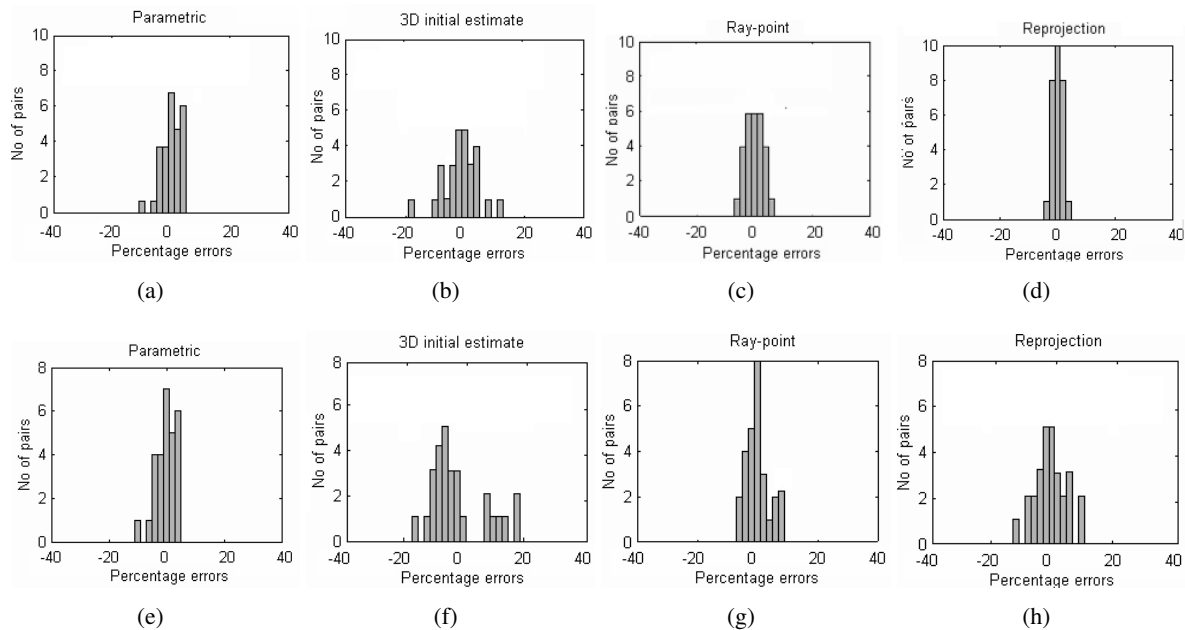 Parametric
10
8
6
4
2
0
No of pairs
-40 -20 0 20 40
Percentage errors
(a)
3D initial estimate
10
8
6
4
2
0
No of pairs
-40 -20 0 20 40
Percentage errors
(b)
Ray-point
10
8
6
4
2
0
No of pairs
-40 -20 0 20 40
Percentage errors
(c)
Reprojection
10
8
6
4
2
0
No of pairs
-40 -20 0 20 40
Percentage errors
(d)
Parametric
8
6
4
2
0
No of pairs
-40 -20 0 20 40
Percentage errors
(e)
3D initial estimate
8
6
4
2
0
No of pairs
-40 -20 0 20 40
Percentage errors
(f)
Ray-point
8
6
4
2
0
No of pairs
-40 -20 0 20 40
Percentage errors
(g)
Reprojection
8
6
4
2
0
No of pairs
-40 -20 0 20 40
Percentage errors
(h)